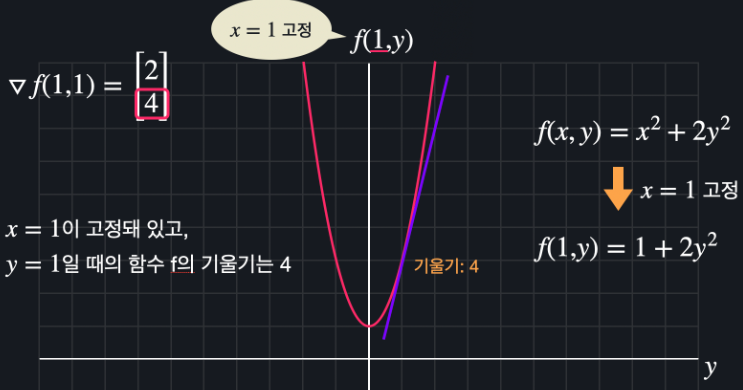 x = 1 고정
f(1,y)
▽f(1,1) = [2 4]
f(x, y) = x² + 2y²
x = 1 고정
f(1,y) = 1 + 2y²
x = 1이 고정돼 있고,
y = 1일 때의 함수 f의 기울기는 4
기울기: 4
y